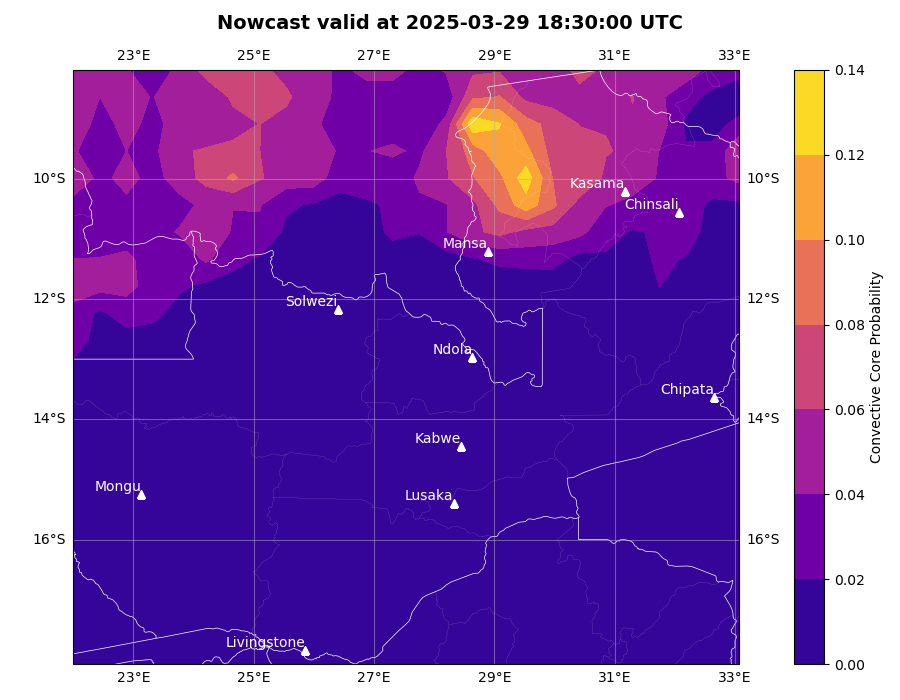 Nowcast valid at 2025-03-29 18:30:00 UTC
23°E 25°E 27°E 29°E 31°E 33°E
0.14
0.12
10°S Kasama 10°S
Chinsali
0.10
Mansa
12°S Solwezi 12°S
0.08
Ndola
Convective Core Probability
Chipata
0.06
14°S 14°S
Kabwe
Mongu
Lusaka
0.04
16°S 16°S
0.02
Livingstone
0.00
23°E 25°E 27°E 29°E 31°E 33°E